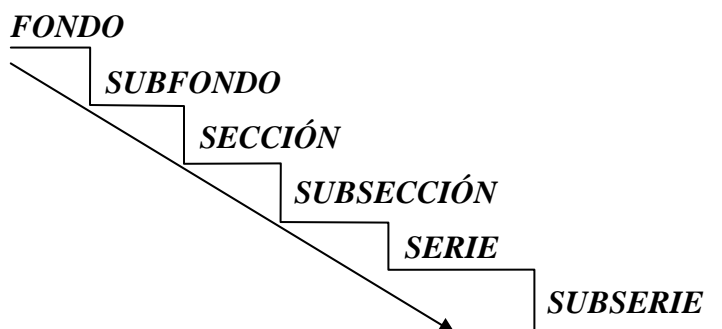 FONDO
SUBFONDO
SECCIÓN
SUBSECCIÓN
SERIE
SUBSERIE